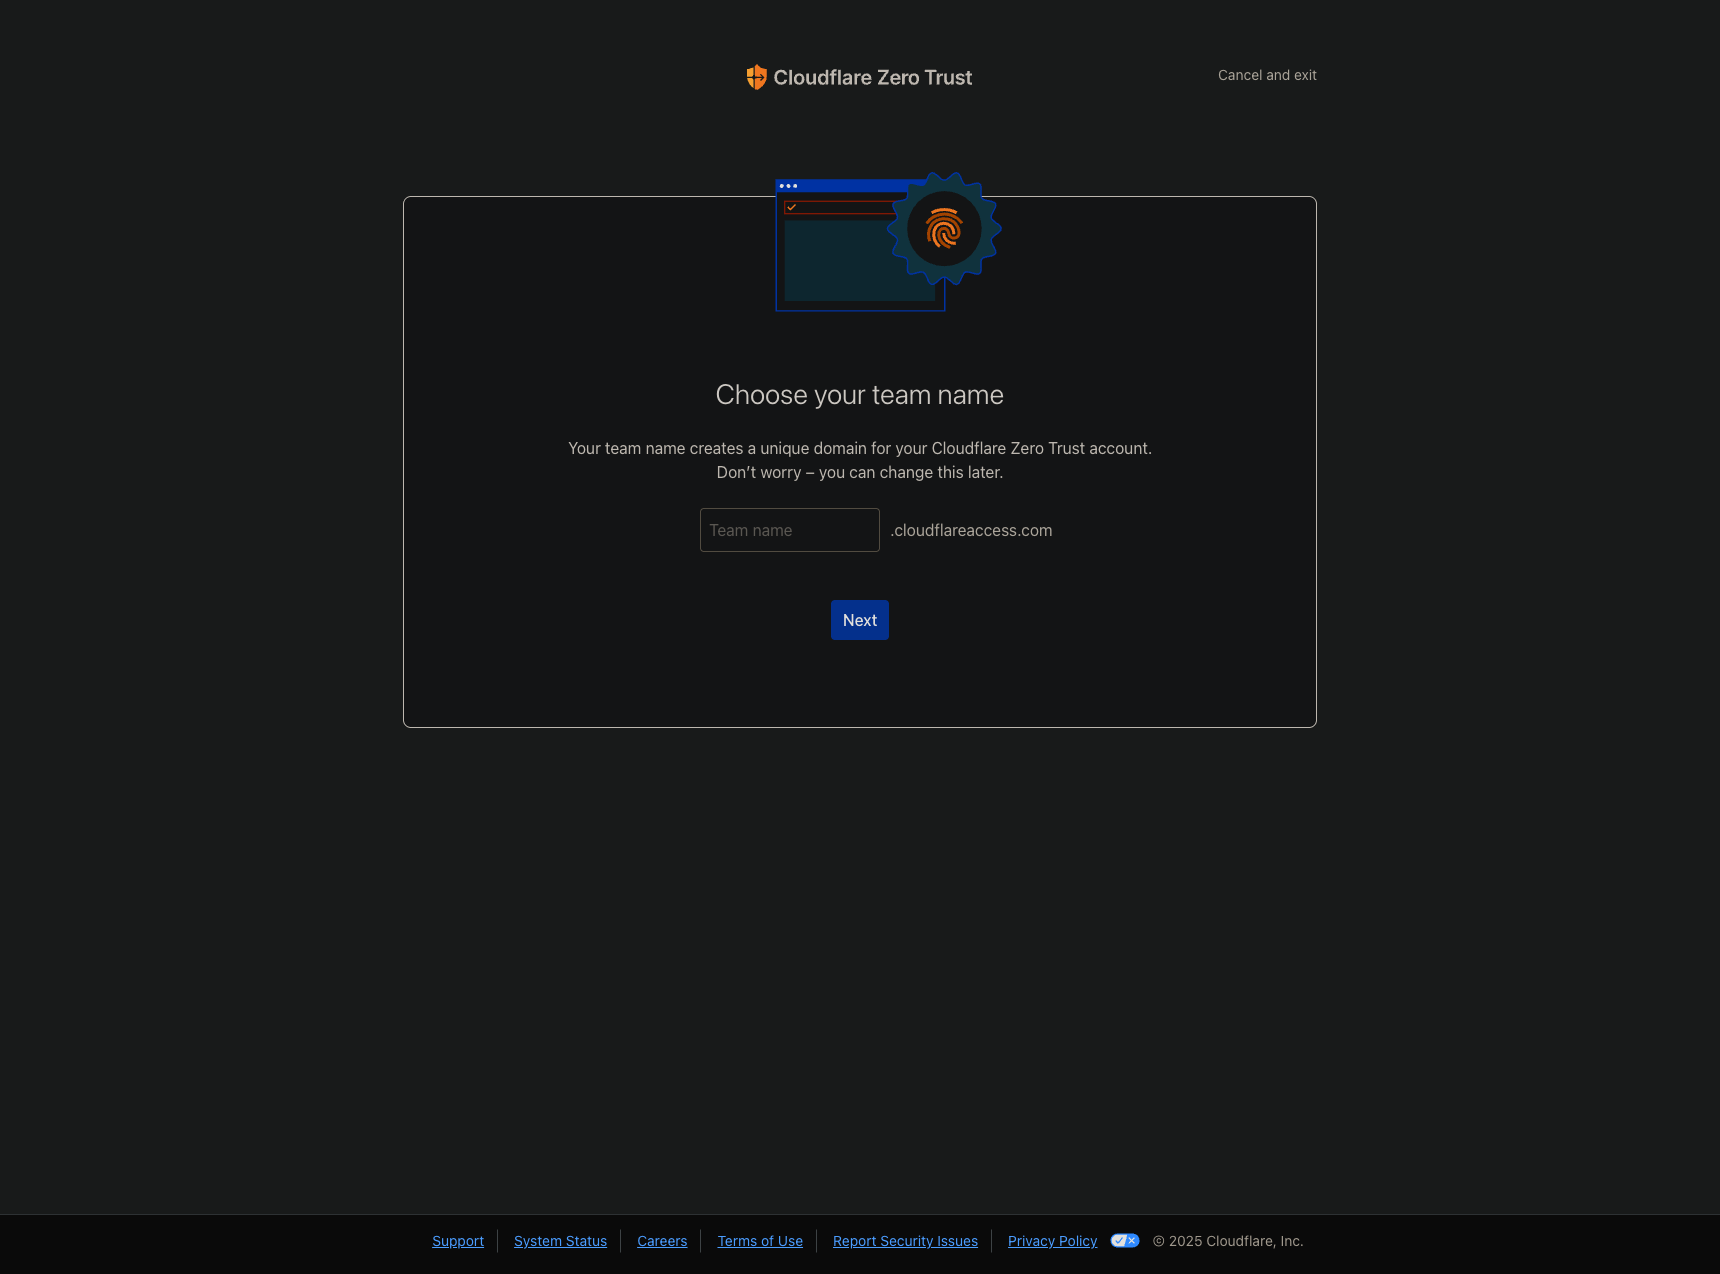 Cloudflare Zero Trust
Cancel and exit
Choose your team name
Your team name creates a unique domain for your Cloudflare Zero Trust account.
Don’t worry – you can change this later.
Team name .cloudflareaccess.com
Next
Support System Status Careers Terms of Use Report Security Issues Privacy Policy © 2025 Cloudflare, Inc.